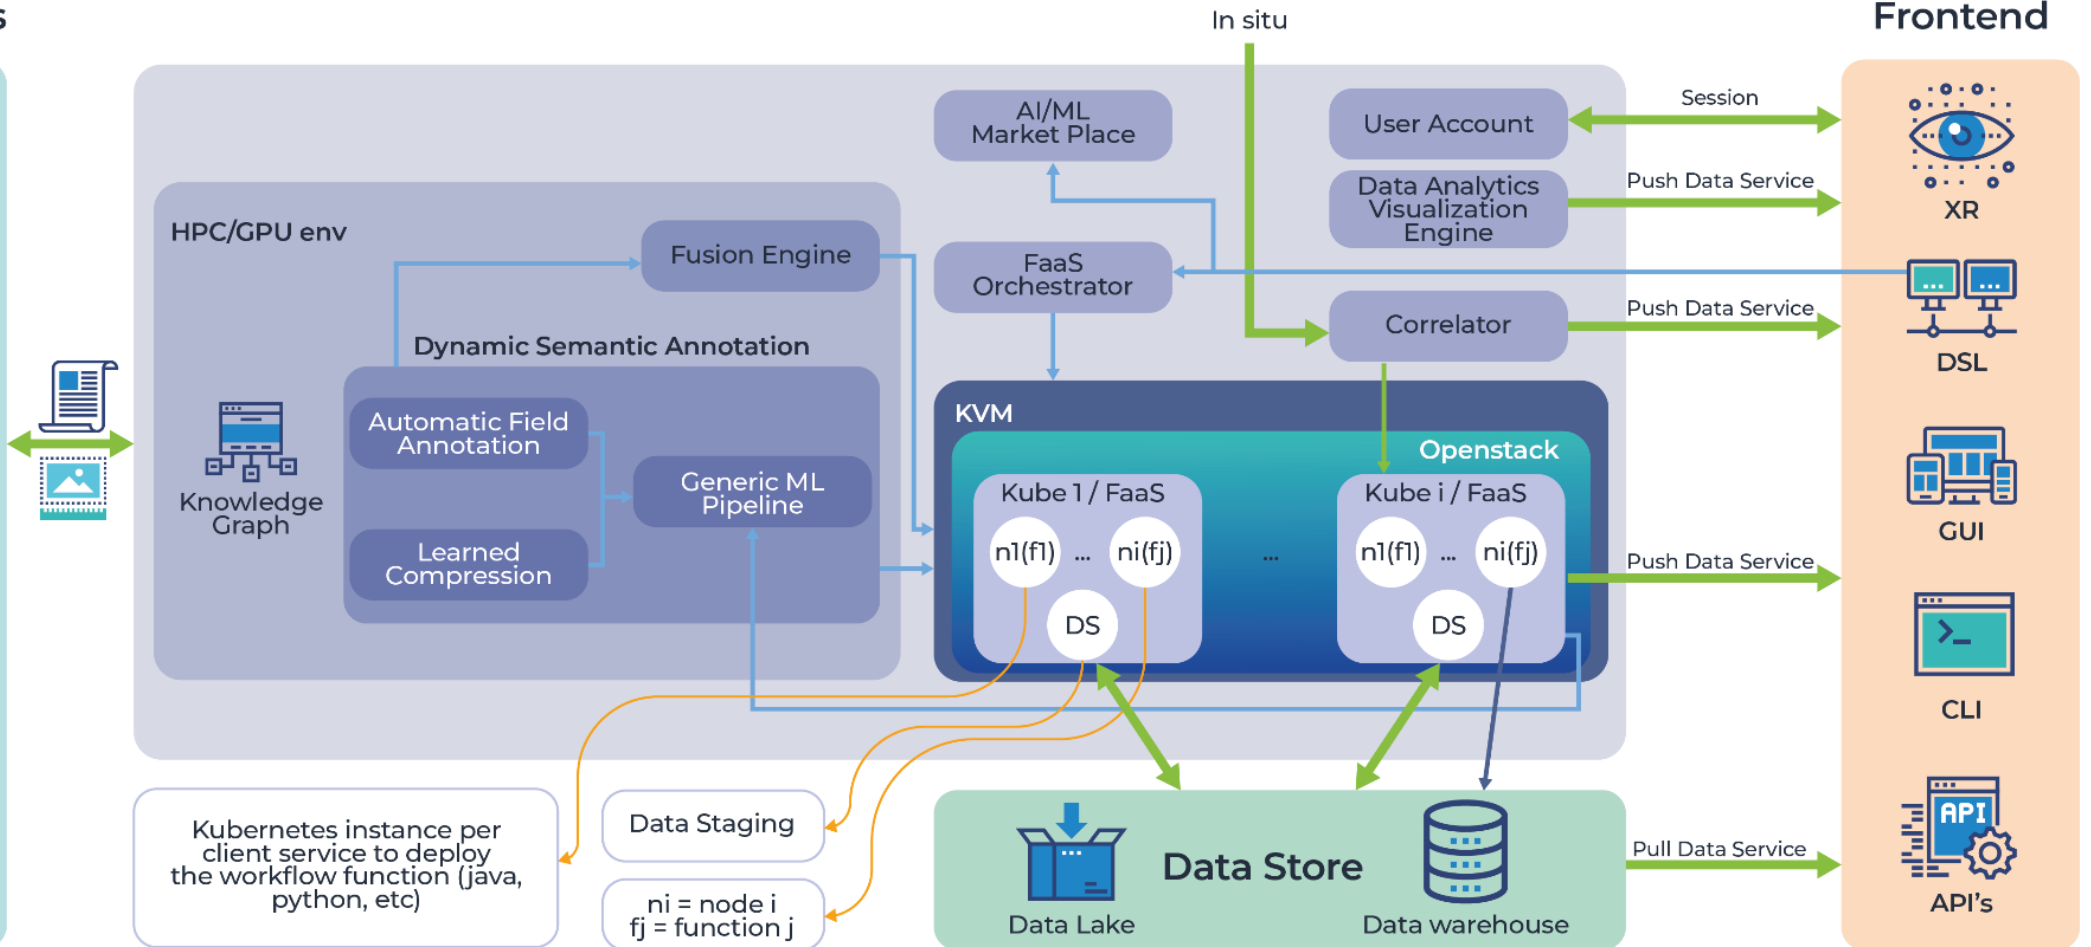 s
In situ
Frontend
AI/ML
Market Place
User Account
Session
Data Analytics
Visualization
Engine
Push Data Service
XR
HPC/GPU env
Fusion Engine
FaaS
Orchestrator
Correlator
Push Data Service
DSL
Dynamic Semantic Annotation
Automatic Field
Annotation
Generic ML
Pipeline
Learned
Compression
Knowledge
Graph
KVM
Openstack
Kube 1 / FaaS
n1(f1) ... ni(fj)
DS
...
Kube i / FaaS
n1(f1) ... ni(fj)
DS
Push Data Service
GUI
CLI
Kubernetes instance per
client service to deploy
the workflow function (java,
python, etc)
Data Staging
ni = node i
fj = function j
Data Store
Data Lake
Data warehouse
Pull Data Service
API
API's